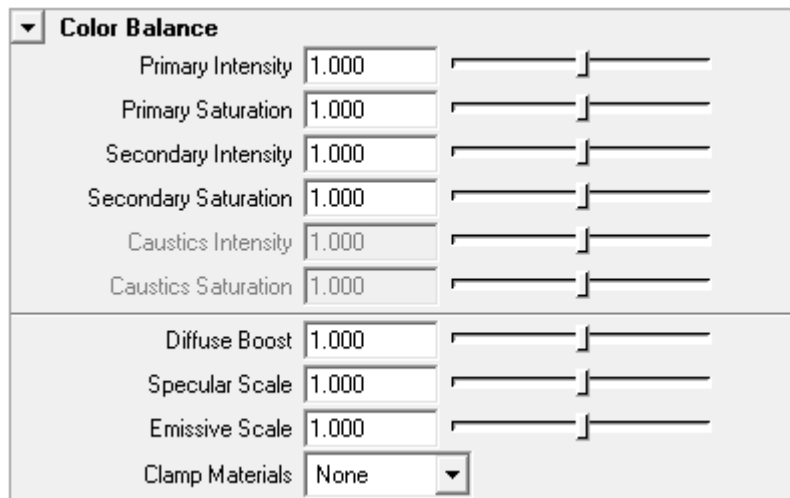 Color Balance
Primary Intensity 1.000
Primary Saturation 1.000
Secondary Intensity 1.000
Secondary Saturation 1.000
Caustics Intensity 1.000
Caustics Saturation 1.000
Diffuse Boost 1.000
Specular Scale 1.000
Emissive Scale 1.000
Clamp Materials None